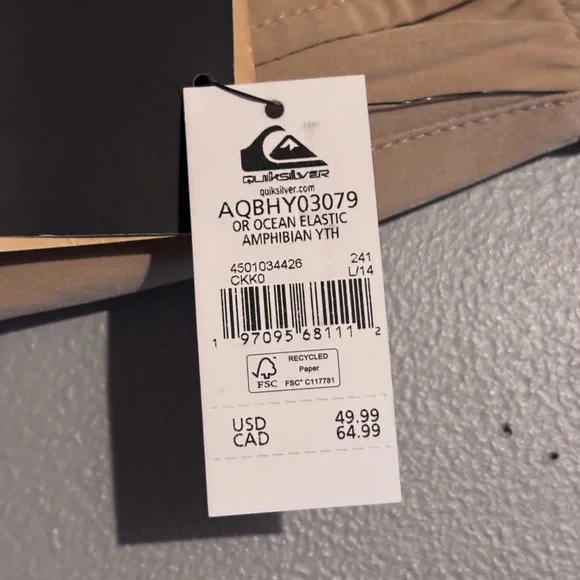 QUIKSILVER
quiksilver.com
AQBHY03079
OR OCEAN ELASTIC
AMPHIBIAN YTH
4501034426 241
CKK0 L/14
1 97095 68111 2
RECYCLED
Paper
FSC FSC™ C117781
USD 49.99
CAD 64.99